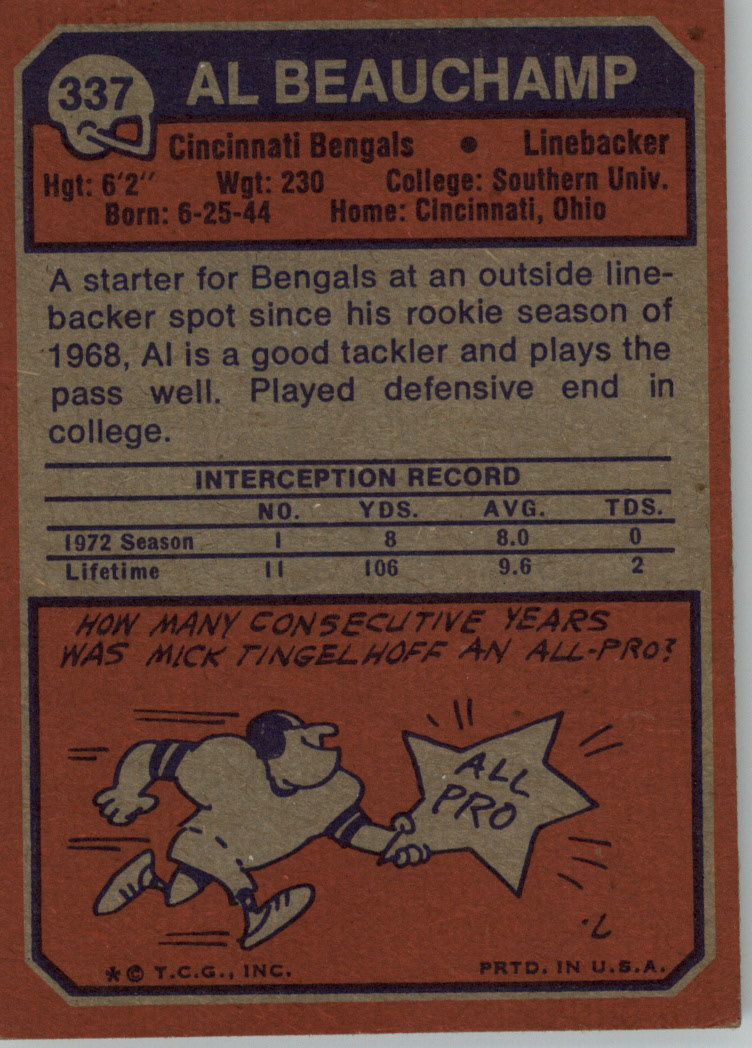 337
AL BEAUCHAMP
Cincinnati Bengals • Linebacker
Hgt: 6'2'' Wgt: 230 College: Southern Univ.
Born: 6-25-44 Home: Cincinnati, Ohio
A starter for Bengals at an outside line-
backer spot since his rookie season of
1968, Al is a good tackler and plays the
pass well. Played defensive end in
college.
INTERCEPTION RECORD
NO. YDS. AVG. TDS.
1972 Season 1 8 8.0 0
Lifetime 11 106 9.6 2
HOW MANY CONSECUTIVE YEARS
WAS MICK TINGELHOFF AN ALL-PRO?
ALL
PRO
·7
* © T.C.G., INC. PRTD. IN U.S.A.